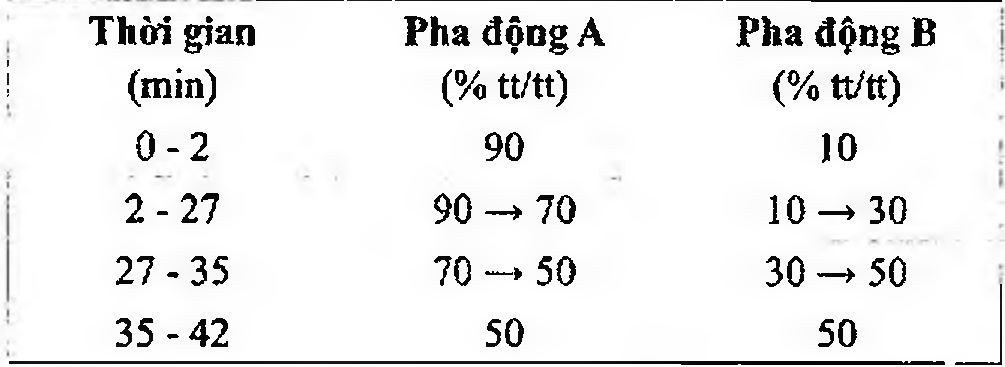 Thời gian Pha động A Pha động B
(min) (% tt/tt) (% tt/tt)
0 - 2 90 10
2 - 27 90 → 70 10 → 30
27 - 35 70 → 50 30 → 50
35 - 42 50 50